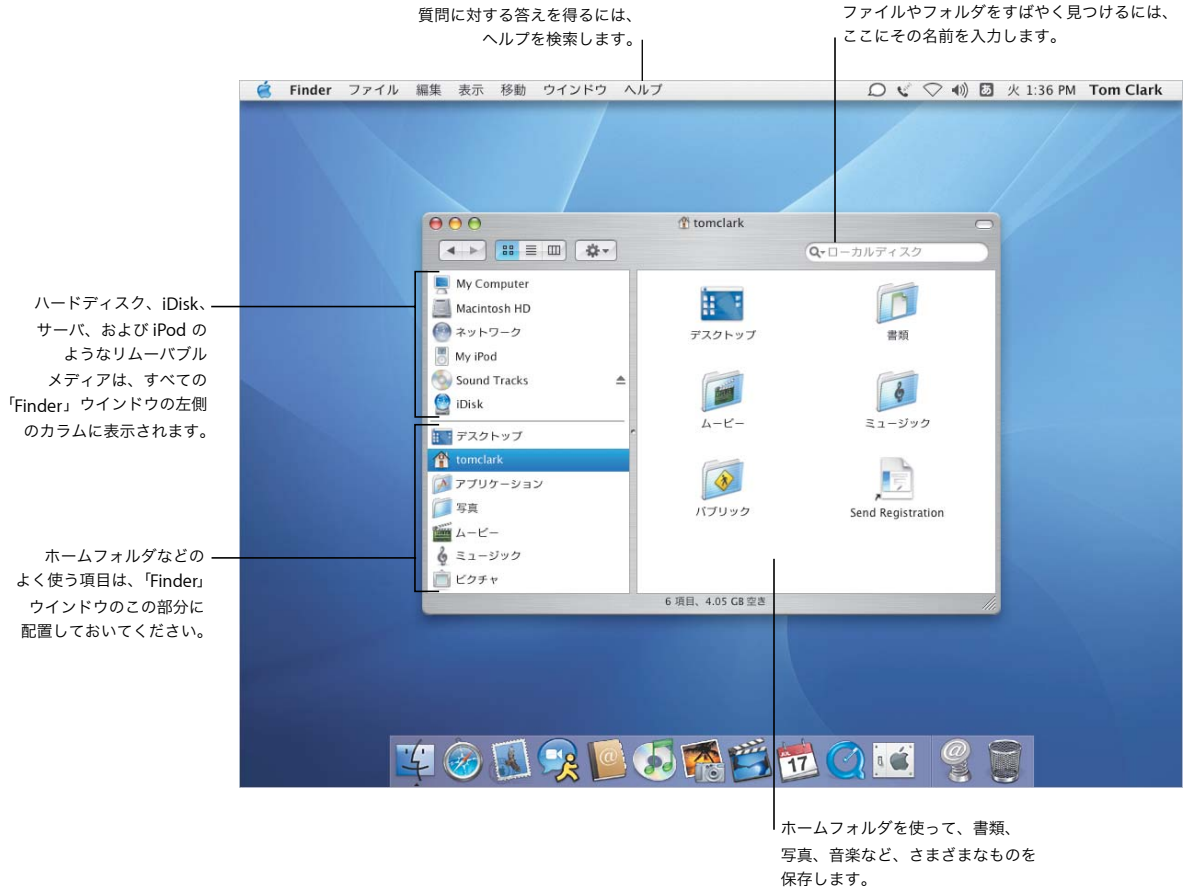 質問に対する答えを得るには、
ヘルプを検索します。
ファイルやフォルダをすばやく見つけるには、
ここにその名前を入力します。
Finder ファイル 編集 表示 移動 ウインドウ ヘルプ
あ 火 1:36 PM Tom Clark
tomclark
ローカルディスク
ハードディスク、iDisk、
サーバ、および iPod の
ようなリムーバブル
メディアは、すべての
「Finder」ウインドウの左側
のカラムに表示されます。
My Computer
Macintosh HD
ネットワーク
My iPod
Sound Tracks
iDisk
ホームフォルダなどの
よく使う項目は、「Finder」
ウインドウのこの部分に
配置しておいてください。
デスクトップ
tomclark
アプリケーション
写真
ムービー
ミュージック
ピクチャ
デスクトップ
書類
ムービー
ミュージック
パブリック
Send Registration
6 項目、4.05 GB 空き
JUL
17
ホームフォルダを使って、書類、
写真、音楽など、さまざまなものを
保存します。